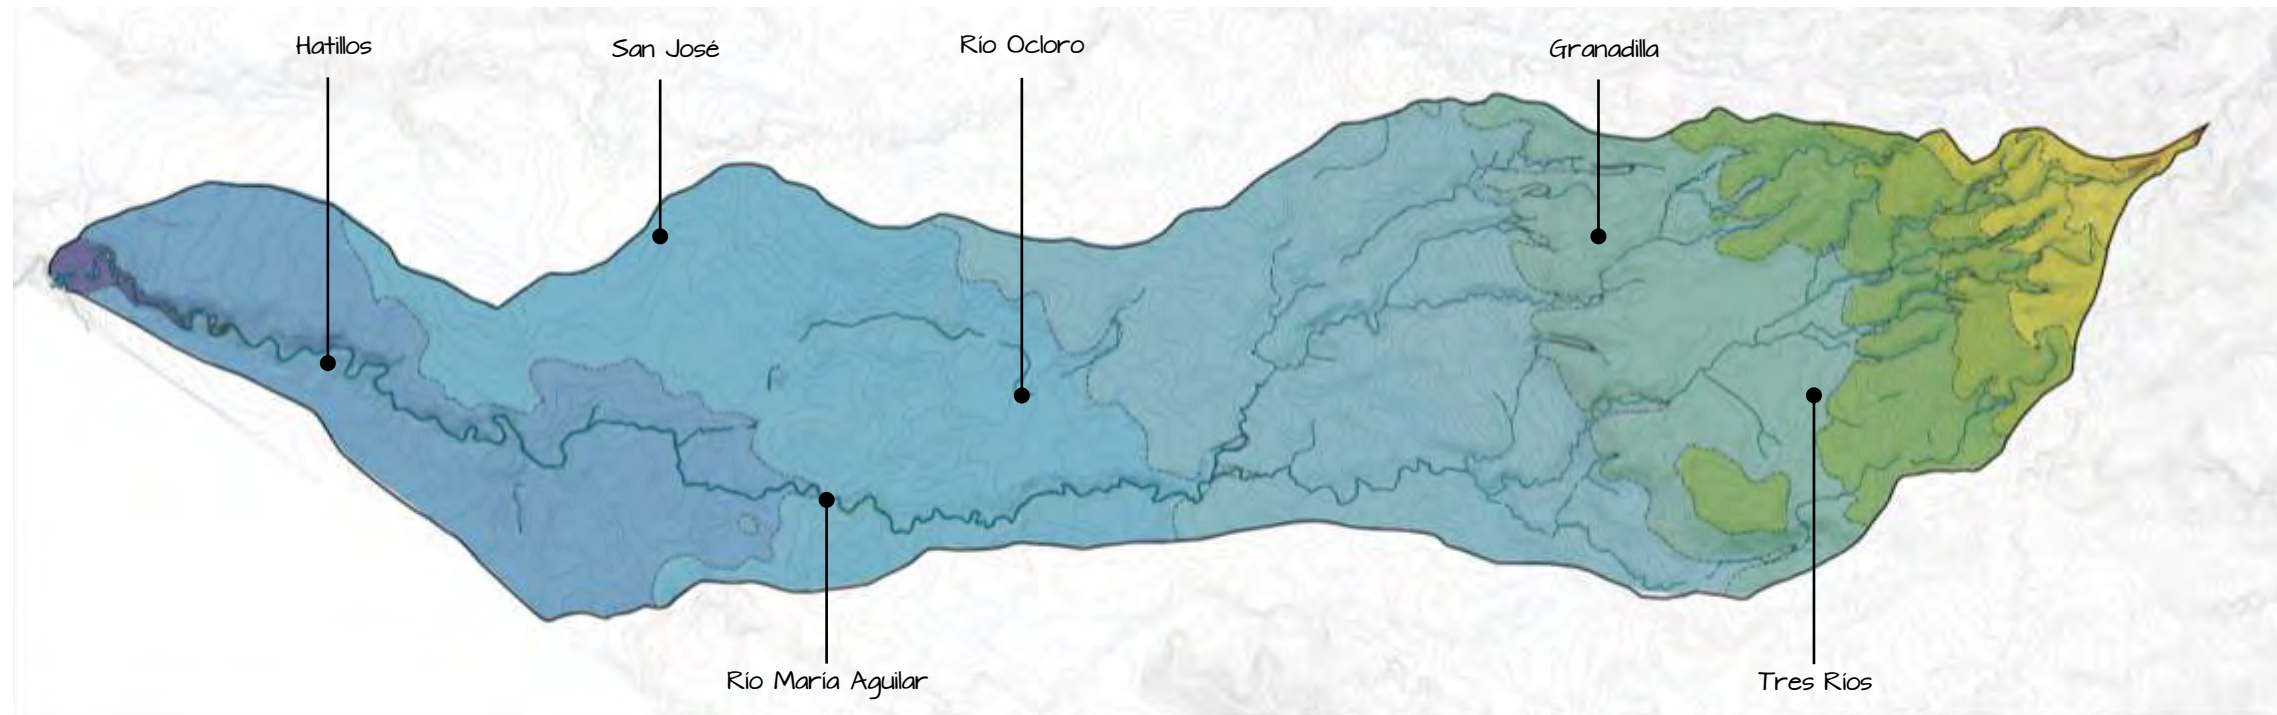 Hatillos
San José
Río Ocloro
Granadilla
Río María Aguilar
Tres Ríos